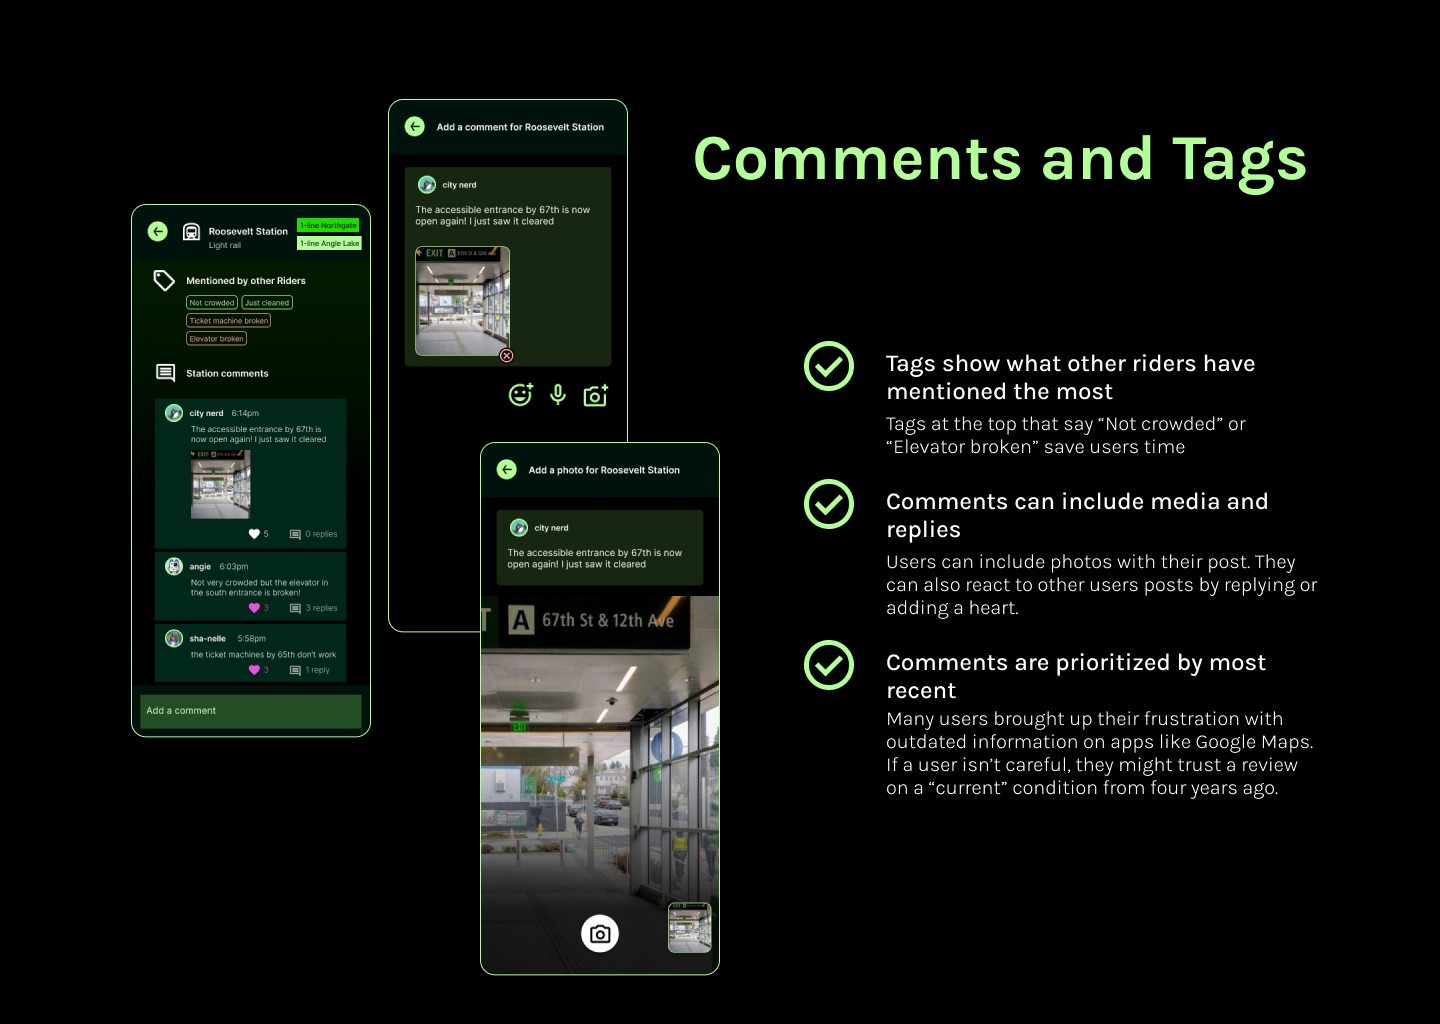 Comments and Tags
Roosevelt Station
Light rail
1-line Northgate
1-line Angle Lake
Mentioned by other Riders
Not crowded
Just cleaned
Ticket machine broken
Elevator broken
Station comments
city nerd 6:14pm
The accessible entrance by 67th is
now open again! I just saw it cleared
EXIT A
5 0 replies
angie 6:03pm
Not very crowded but the elevator in
the south entrance is broken!
3 3 replies
sha-nelle 5:58pm
the ticket machines by 65th don't work
3 1 reply
Add a comment
Add a comment for Roosevelt Station
city nerd
The accessible entrance by 67th is now
open again! I just saw it cleared
EXIT A 67th St & 12th Ave
Add a photo for Roosevelt Station
city nerd
The accessible entrance by 67th is now
open again! I just saw it cleared
T A 67th St & 12th Ave
EXIT
Tags show what other riders have
mentioned the most
Tags at the top that say “Not crowded” or
“Elevator broken” save users time
Comments can include media and
replies
Users can include photos with their post. They
can also react to other users posts by replying or
adding a heart.
Comments are prioritized by most
recent
Many users brought up their frustration with
outdated information on apps like Google Maps.
If a user isn’t careful, they might trust a review
on a “current” condition from four years ago.